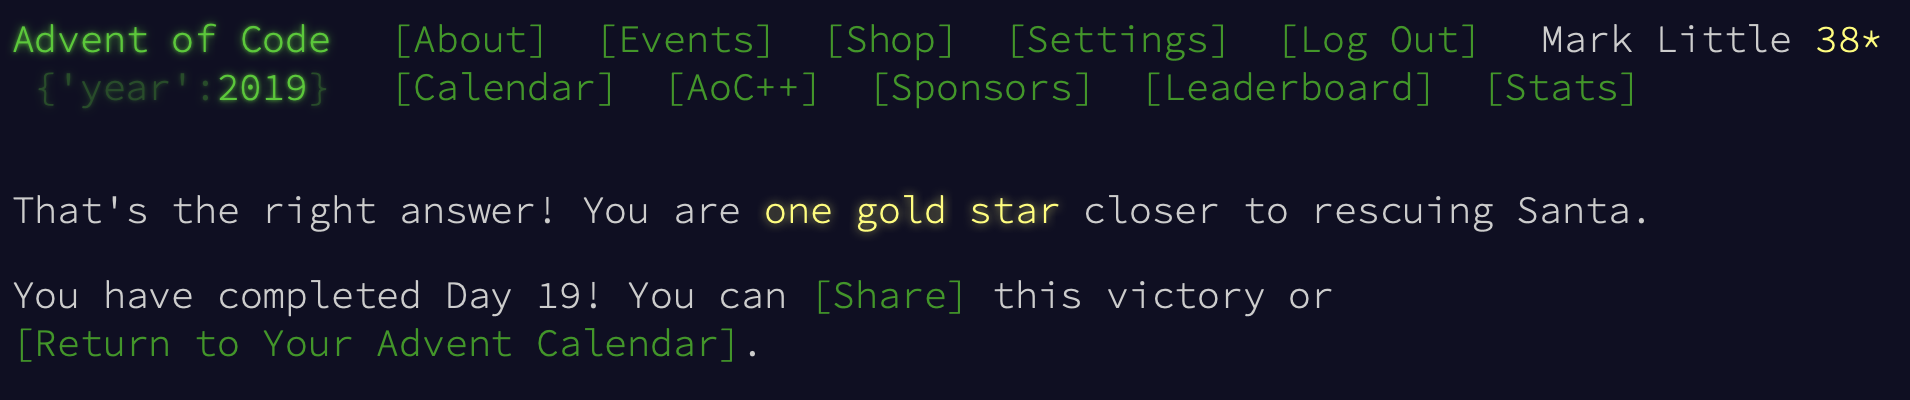 Advent of Code [About] [Events] [Shop] [Settings] [Log Out] Mark Little 38*
{'year':2019} [Calendar] [AoC++] [Sponsors] [Leaderboard] [Stats]
That's the right answer! You are one gold star closer to rescuing Santa.
You have completed Day 19! You can [Share] this victory or
[Return to Your Advent Calendar].